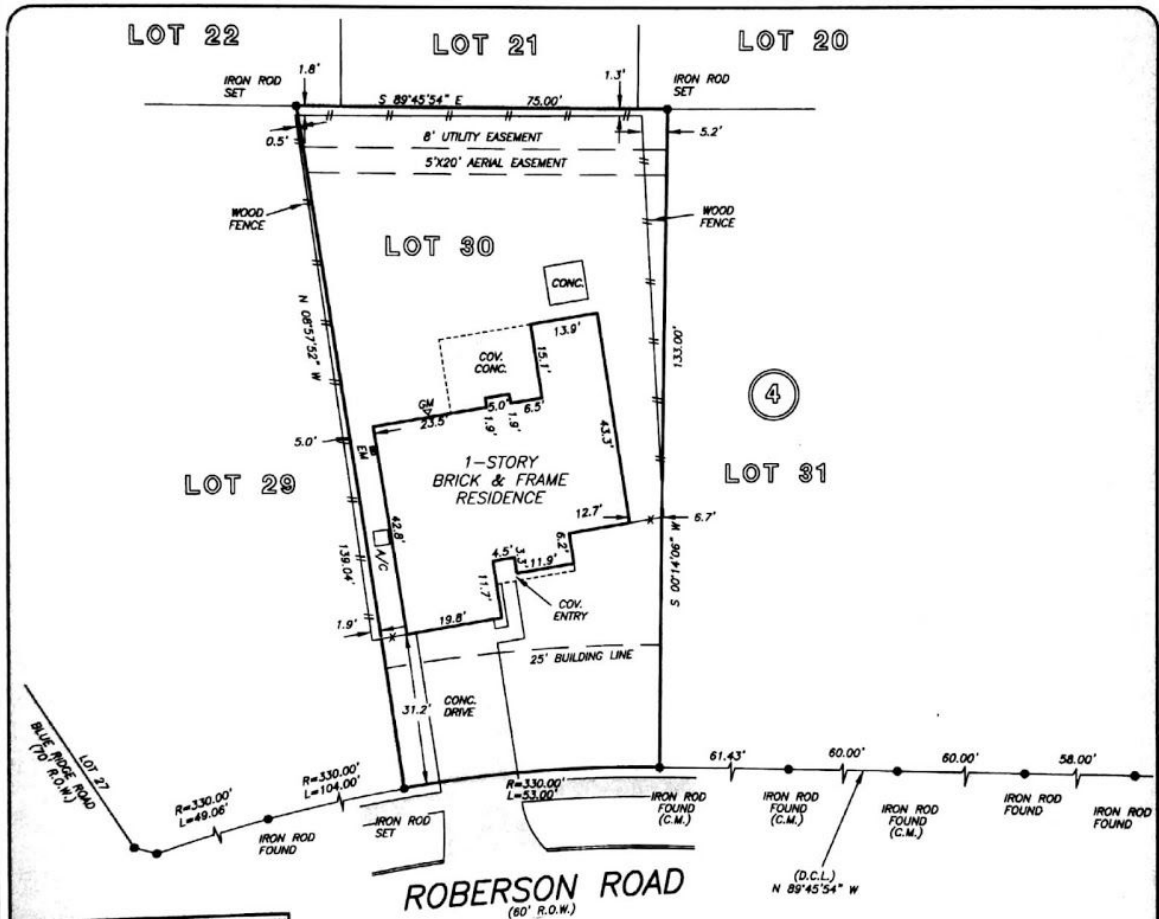 LOT 22
LOT 21
LOT 20
IRON ROD
SET
1.8'
S 89°45'54" E
75.00'
1.3'
IRON ROD
SET
0.5'
8' UTILITY EASEMENT
5.2'
5'X20' AERIAL EASEMENT
WOOD
FENCE
WOOD
FENCE
LOT 30
CONC.
N 08°57'52" W
13.9'
COV.
CONC.
15.1'
133.00'
GM
23.5'
5.0'
1.9'
1.9'
6.5'
4
5.0'
EM
43.3'
1-STORY
BRICK & FRAME
RESIDENCE
LOT 29
LOT 31
12.7'
6.7'
42.8'
A/C
139.04'
6.2'
4.5'
3.3'
11.9'
S 00°14'06" W
11.7'
COV.
ENTRY
1.9'
19.8'
25' BUILDING LINE
31.2'
CONC.
DRIVE
LOT 27
BLUE RIDGE ROAD
(70' R.O.W.)
61.43'
60.00'
60.00'
58.00'
R=330.00'
L=49.06'
R=330.00'
L=104.00'
R=330.00'
L=53.00'
IRON ROD
FOUND
IRON ROD
SET
IRON ROD
FOUND
(C.M.)
IRON ROD
FOUND
(C.M.)
IRON ROD
FOUND
(C.M.)
IRON ROD
FOUND
IRON ROD
FOUND
(D.C.L.)
N 89°45'54" W
ROBERSON ROAD
(60' R.O.W.)